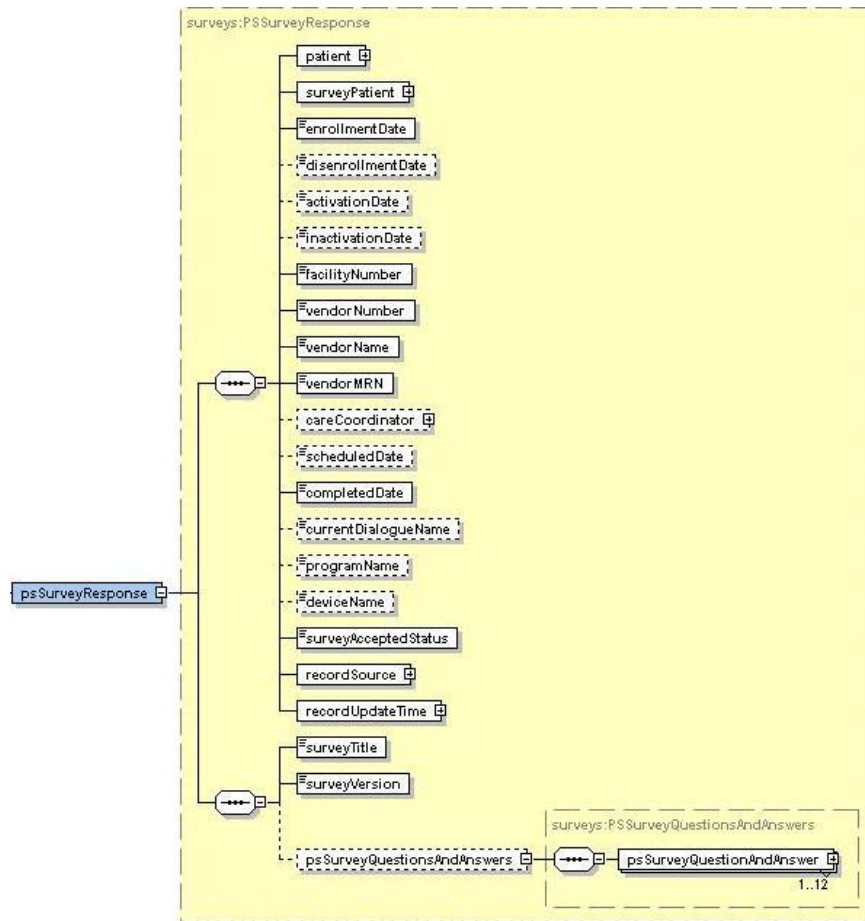 surveys:PSSurveyResponse
patient
surveyPatient
enrollmentDate
disenrollmentDate
activationDate
inactivationDate
facilityNumber
vendorNumber
vendorName
vendorMRN
careCoordinator
scheduledDate
completedDate
currentDialogueName
programName
psSurveyResponse
deviceName
surveyAcceptedStatus
recordSource
recordUpdateTime
surveyTitle
surveyVersion
surveys:PSSurveyQuestionsAndAnswers
psSurveyQuestionsAndAnswers
psSurveyQuestionAndAnswer
1..12